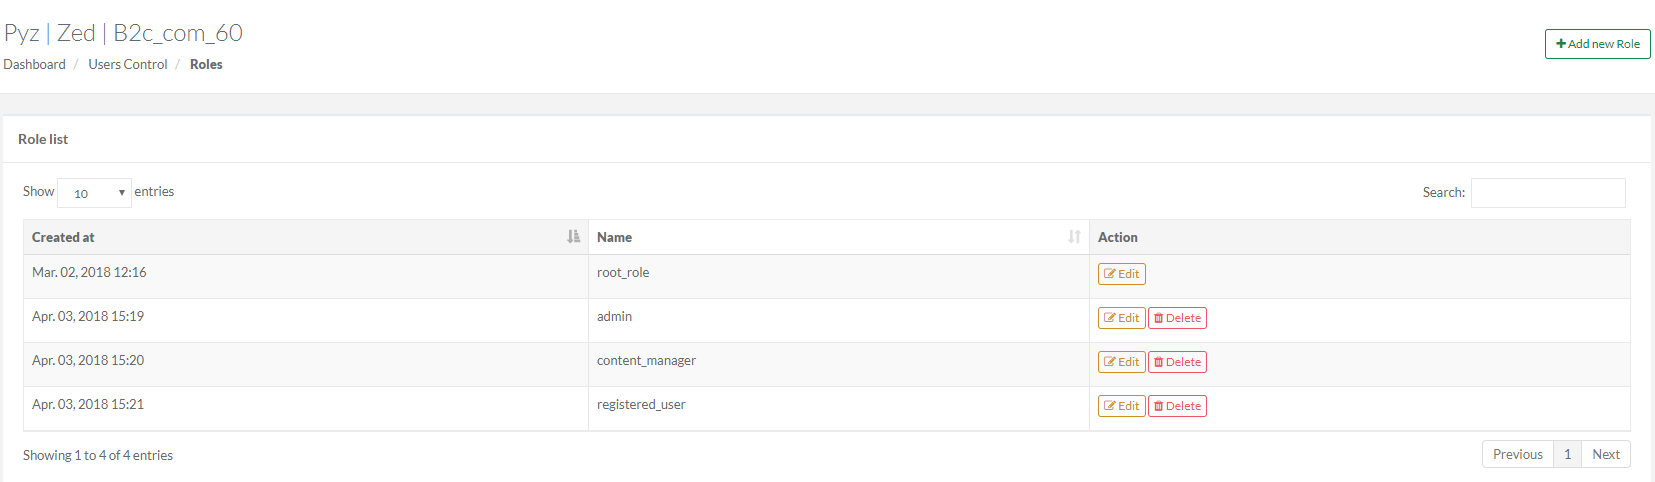 Pyz | Zed | B2c_com_60
Add new Role
Dashboard / Users Control / Roles
Role list
Show 10 entries Search:
Created at Name Action
Mar. 02, 2018 12:16 root_role Edit
Apr. 03, 2018 15:19 admin Edit Delete
Apr. 03, 2018 15:20 content_manager Edit Delete
Apr. 03, 2018 15:21 registered_user Edit Delete
Showing 1 to 4 of 4 entries Previous 1 Next